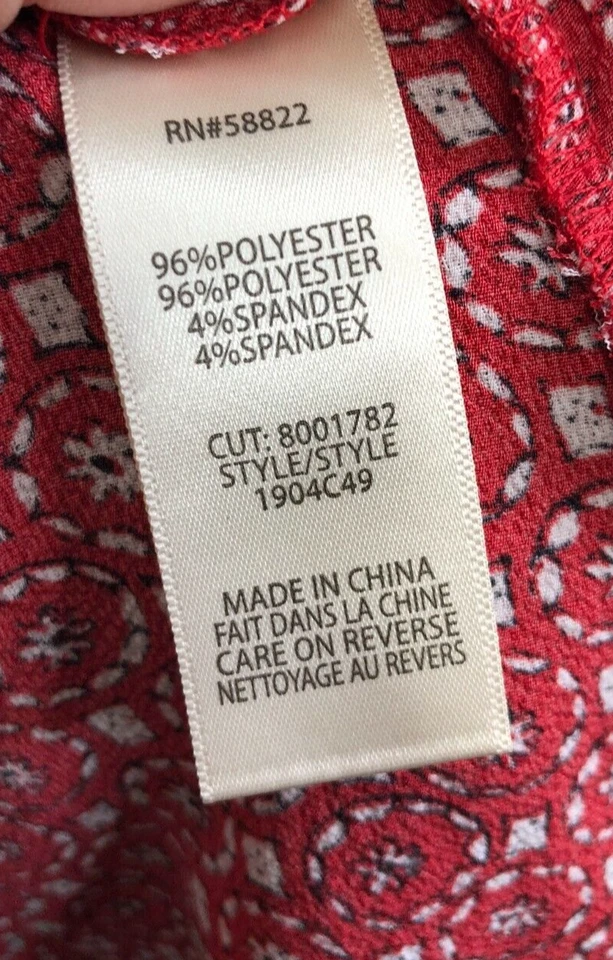 RN#58822
96%POLYESTER
96%POLYESTER
4%SPANDEX
4%SPANDEX
CUT: 8001782
STYLE/STYLE
1904C49
MADE IN CHINA
FAIT DANS LA CHINE
CARE ON REVERSE
NETTOYAGE AU REVERS